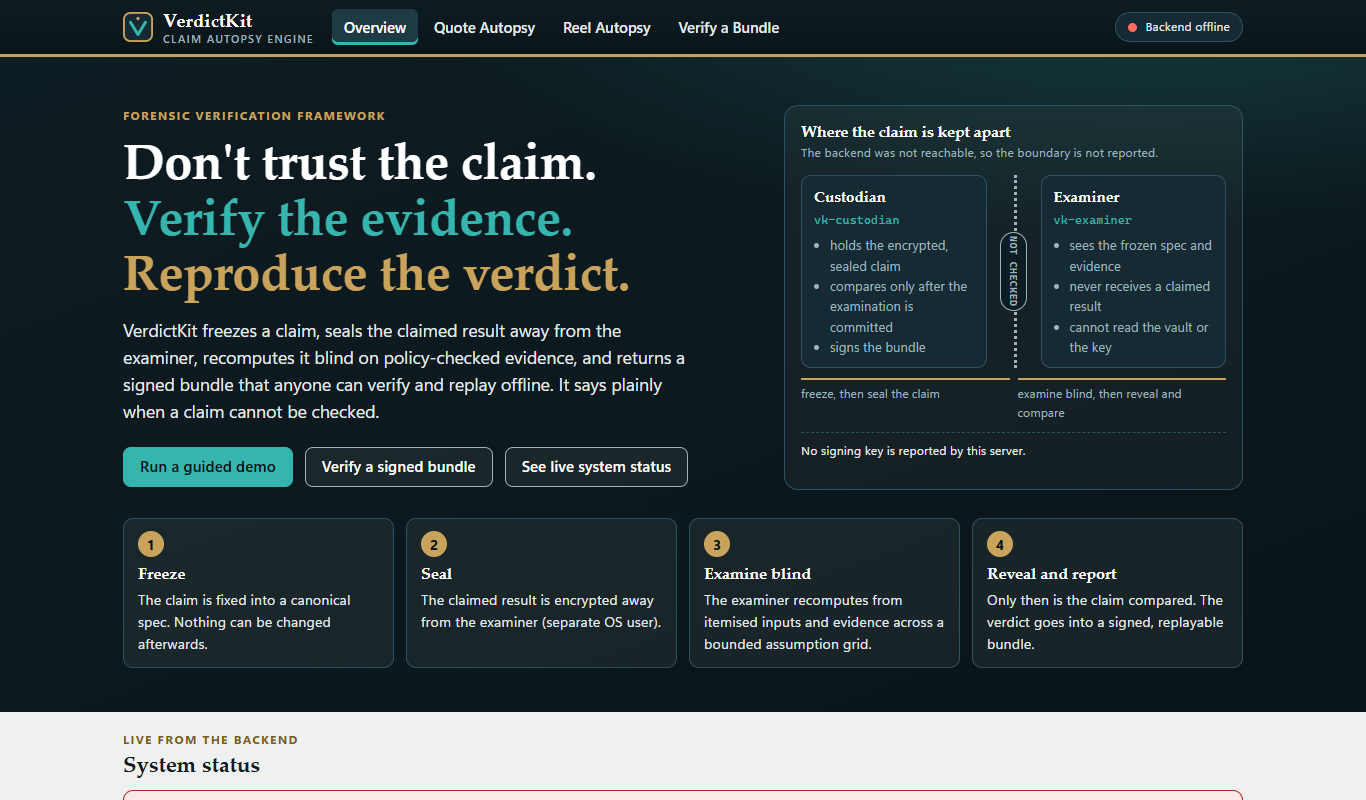 VerdictKit
CLAIM AUTOPSY ENGINE
Overview
Quote Autopsy
Reel Autopsy
Verify a Bundle
Backend offline
FORENSIC VERIFICATION FRAMEWORK
Don't trust the claim.
Verify the evidence.
Reproduce the verdict.
VerdictKit freezes a claim, seals the claimed result away from the
examiner, recomputes it blind on policy-checked evidence, and returns a
signed bundle that anyone can verify and replay offline. It says plainly
when a claim cannot be checked.
Run a guided demo
Verify a signed bundle
See live system status
Where the claim is kept apart
The backend was not reachable, so the boundary is not reported.
Custodian
vk-custodian
holds the encrypted,
sealed claim
compares only after the
examination is
committed
signs the bundle
NOT CHECKED
Examiner
vk-examiner
sees the frozen spec and
evidence
never receives a claimed
result
cannot read the vault or
the key
freeze, then seal the claim
examine blind, then reveal and
compare
No signing key is reported by this server.
1
Freeze
The claim is fixed into a canonical
spec. Nothing can be changed
afterwards.
2
Seal
The claimed result is encrypted away
from the examiner (separate OS user).
3
Examine blind
The examiner recomputes from
itemised inputs and evidence across a
bounded assumption grid.
4
Reveal and report
Only then is the claim compared. The
verdict goes into a signed, replayable
bundle.
LIVE FROM THE BACKEND
System status